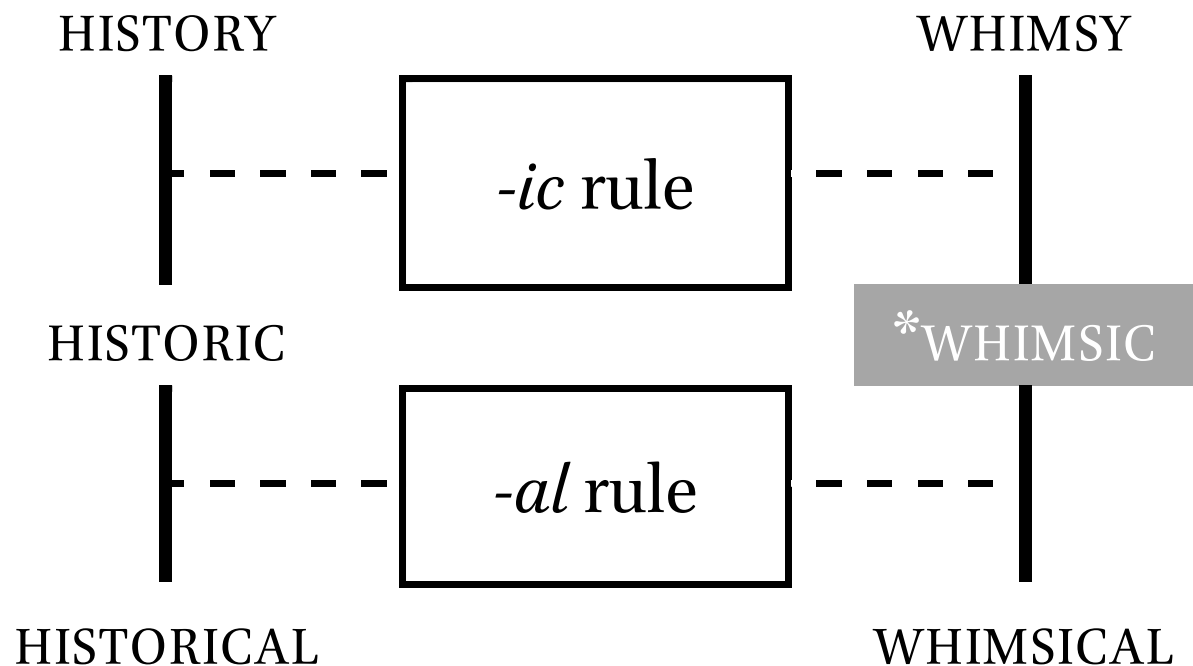 HISTORY
WHIMSY
-ic rule
HISTORIC
*WHIMSIC
-al rule
HISTORICAL
WHIMSICAL